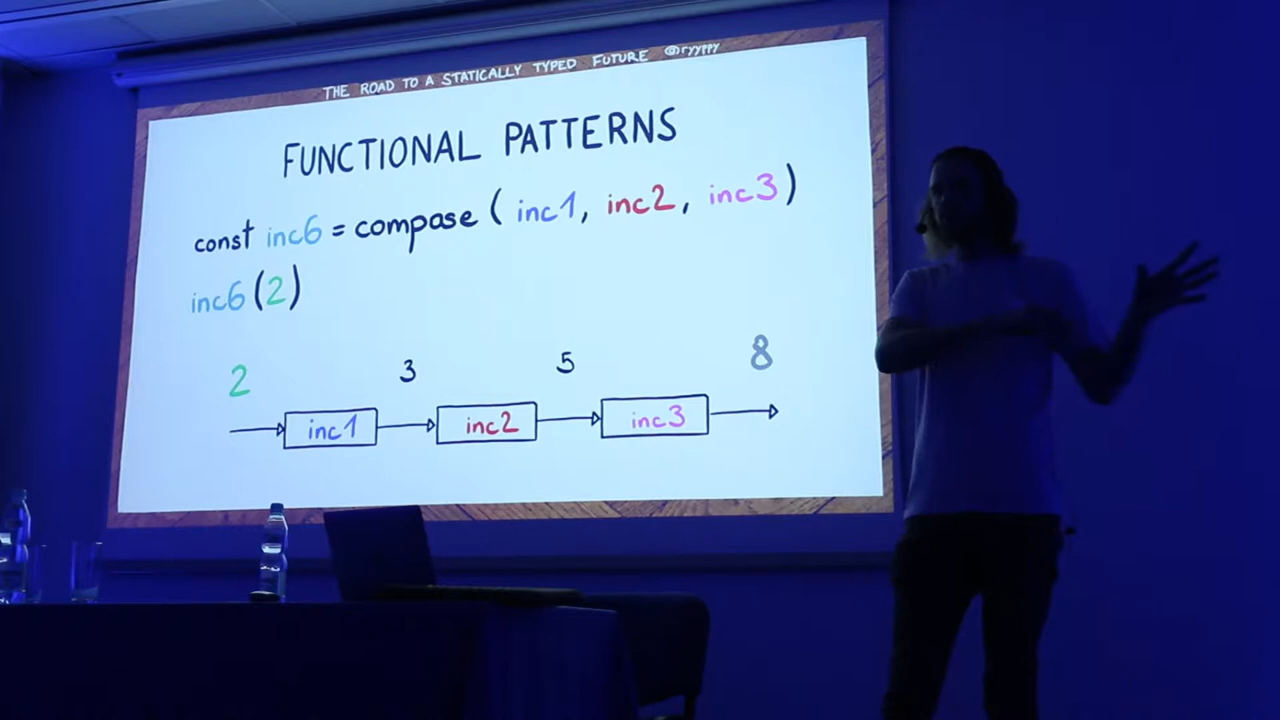 THE ROAD TO A STATICALLY TYPED FUTURE @ryyppy
FUNCTIONAL PATTERNS
const inc6 = compose ( inc1, inc2, inc3 )
inc6 (2)
2 3 5 8
inc1 inc2 inc3